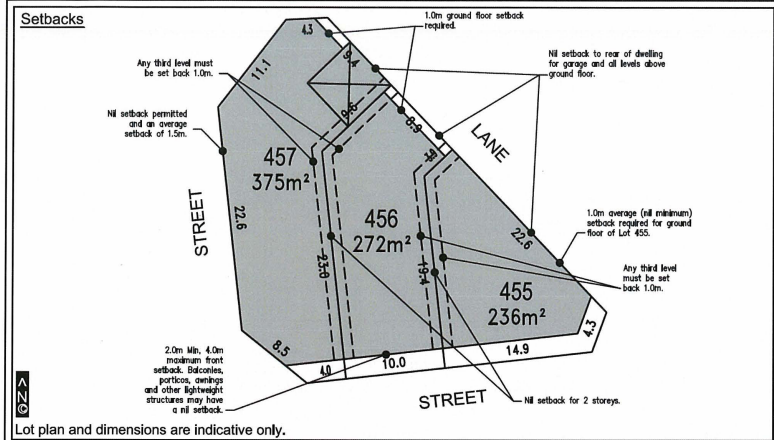 Setbacks
1.0m ground floor setback
required.
4.3
9.4
11.1
Any third level must
be set back 1.0m.
Nil setback to rear of dwelling
for garage and all levels above
ground floor.
Nil setback permitted
and an average
setback of 1.5m.
9.6
8.9
LANE
457
375m²
3.9
STREET
22.6
456
272m²
23.0
19.4
22.6
1.0m average (nil minimum)
setback required for ground
floor of Lot 455.
Any third level
must be set
back 1.0m.
455
236m²
4.3
8.5
2.0m Min, 4.0m
maximum front
setback. Balconies,
porticos, awnings
and other lightweight
structures may have
a nil setback.
4.0
10.0
14.9
STREET
Nil setback for 2 storeys.
N
Lot plan and dimensions are indicative only.